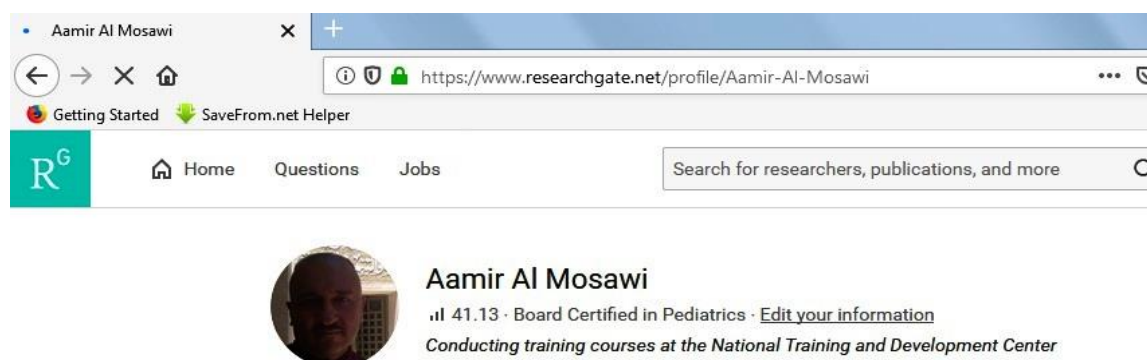 Aamir Al Mosawi
https://www.researchgate.net/profile/Aamir-Al-Mosawi
Getting Started SaveFrom.net Helper
RG Home Questions Jobs Search for researchers, publications, and more
Aamir Al Mosawi
41.13 · Board Certified in Pediatrics · Edit your information
Conducting training courses at the National Training and Development Center